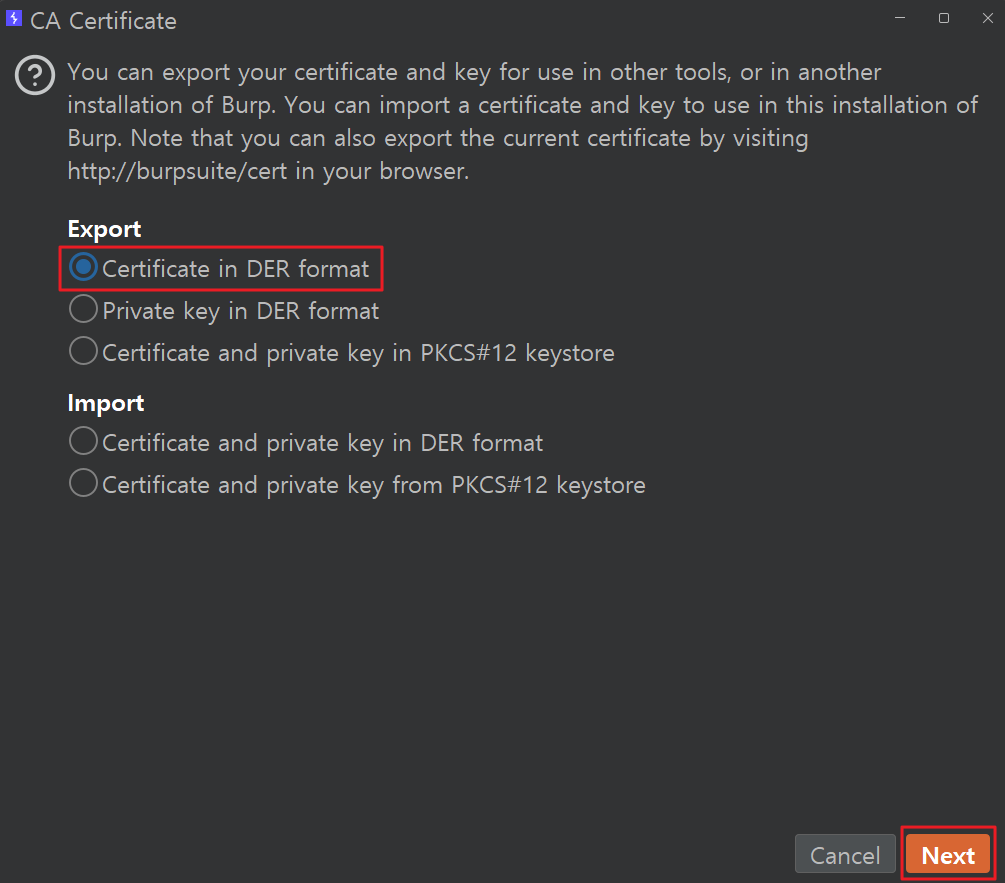 CA Certificate
You can export your certificate and key for use in other tools, or in another
installation of Burp. You can import a certificate and key to use in this installation of
Burp. Note that you can also export the current certificate by visiting
http://burpsuite/cert in your browser.
Export
Certificate in DER format
Private key in DER format
Certificate and private key in PKCS#12 keystore
Import
Certificate and private key in DER format
Certificate and private key from PKCS#12 keystore
Cancel
Next